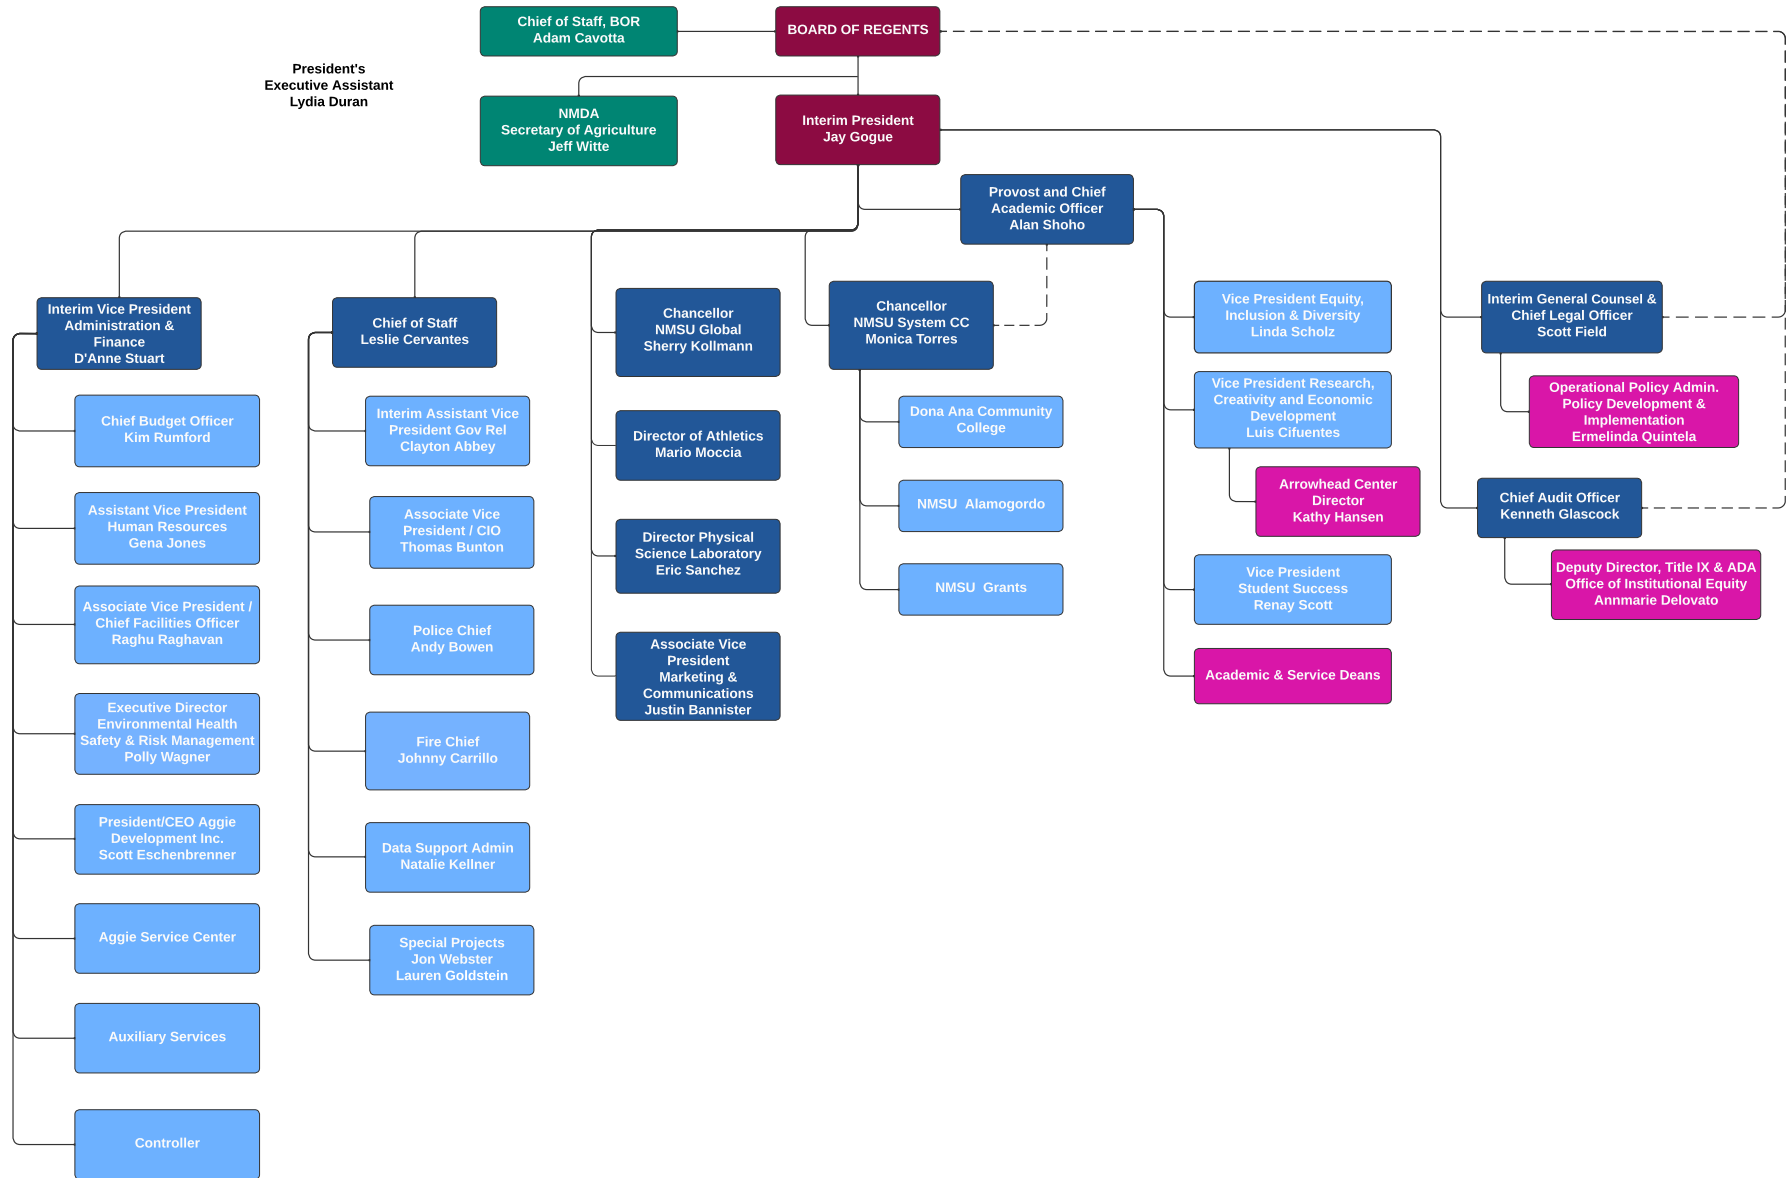 Chief of Staff, BOR
Adam Cavotta
BOARD OF REGENTS
President's
Executive Assistant
Lydia Duran
NMDA
Secretary of Agriculture
Jeff Witte
Interim President
Jay Gogue
Provost and Chief
Academic Officer
Alan Shoho
Interim Vice President
Administration &
Finance
D'Anne Stuart
Chief Budget Officer
Kim Rumford
Assistant Vice President
Human Resources
Gena Jones
Associate Vice President /
Chief Facilities Officer
Raghu Raghavan
Executive Director
Environmental Health
Safety & Risk Management
Polly Wagner
President/CEO Aggie
Development Inc.
Scott Eschenbrenner
Aggie Service Center
Auxiliary Services
Controller
Chief of Staff
Leslie Cervantes
Interim Assistant Vice
President Gov Rel
Clayton Abbey
Associate Vice
President / CIO
Thomas Bunton
Police Chief
Andy Bowen
Fire Chief
Johnny Carrillo
Data Support Admin
Natalie Kellner
Special Projects
Jon Webster
Lauren Goldstein
Chancellor
NMSU Global
Sherry Kollmann
Director of Athletics
Mario Moccia
Director Physical
Science Laboratory
Eric Sanchez
Associate Vice
President
Marketing &
Communications
Justin Bannister
Chancellor
NMSU System CC
Monica Torres
Dona Ana Community
College
NMSU  Alamogordo
NMSU  Grants
Vice President Equity,
Inclusion & Diversity
Linda Scholz
Vice President Research,
Creativity and Economic
Development
Luis Cifuentes
Arrowhead Center
Director
Kathy Hansen
Vice President
Student Success
Renay Scott
Academic & Service Deans
Interim General Counsel &
Chief Legal Officer
Scott Field
Operational Policy Admin.
Policy Development &
Implementation
Ermelinda Quintela
Chief Audit Officer
Kenneth Glascock
Deputy Director, Title IX & ADA
Office of Institutional Equity
Annmarie Delovato